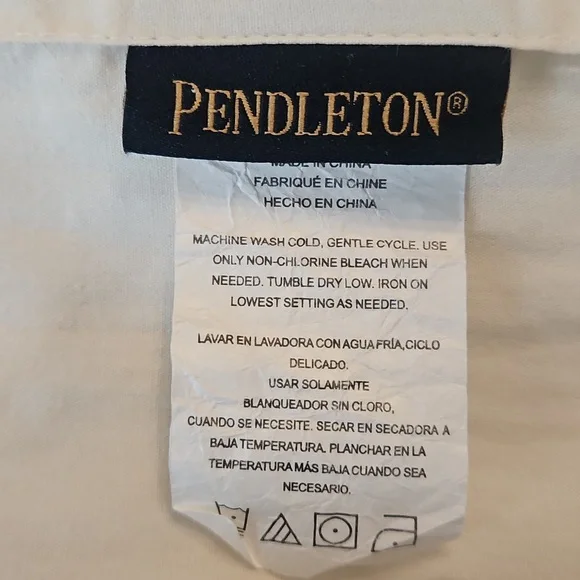 PENDLETON®
MADE IN CHINA
FABRIQUÉ EN CHINE
HECHO EN CHINA
MACHINE WASH COLD, GENTLE CYCLE. USE
ONLY NON-CHLORINE BLEACH WHEN
NEEDED. TUMBLE DRY LOW. IRON ON
LOWEST SETTING AS NEEDED.
LAVAR EN LAVADORA CON AGUA FRÍA,CICLO
DELICADO.
USAR SOLAMENTE
BLANQUEADOR SIN CLORO,
CUANDO SE NECESITE. SECAR EN SECADORA A
BAJA TEMPERATURA. PLANCHAR EN LA
TEMPERATURA MÁS BAJA CUANDO SEA
NECESARIO.